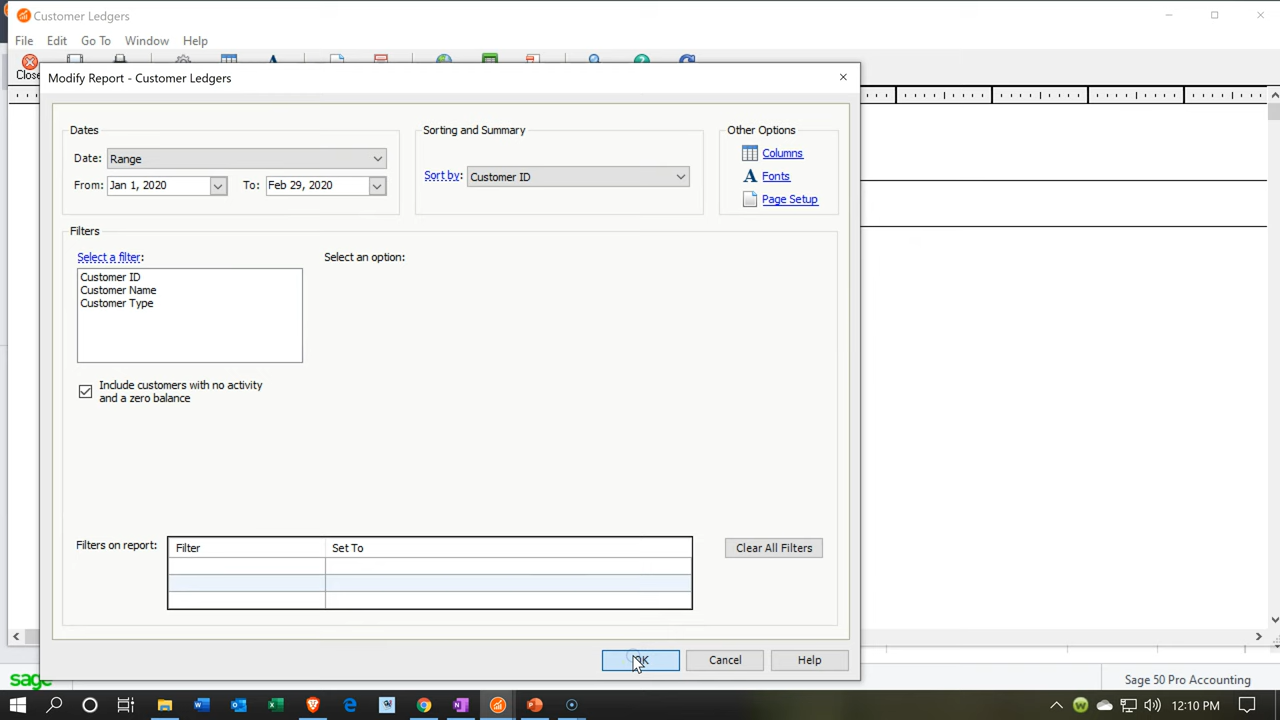 Customer Ledgers
File Edit Go To Window Help
Close
Modify Report - Customer Ledgers
Dates
Sorting and Summary
Other Options
Date: Range
Columns
Sort by: Customer ID
Fonts
From: Jan 1, 2020 To: Feb 29, 2020
Page Setup
Filters
Select a filter:
Select an option:
Customer ID
Customer Name
Customer Type
Include customers with no activity
and a zero balance
Filters on report:
Filter Set To
Clear All Filters
OK Cancel Help
sage
Sage 50 Pro Accounting
12:10 PM